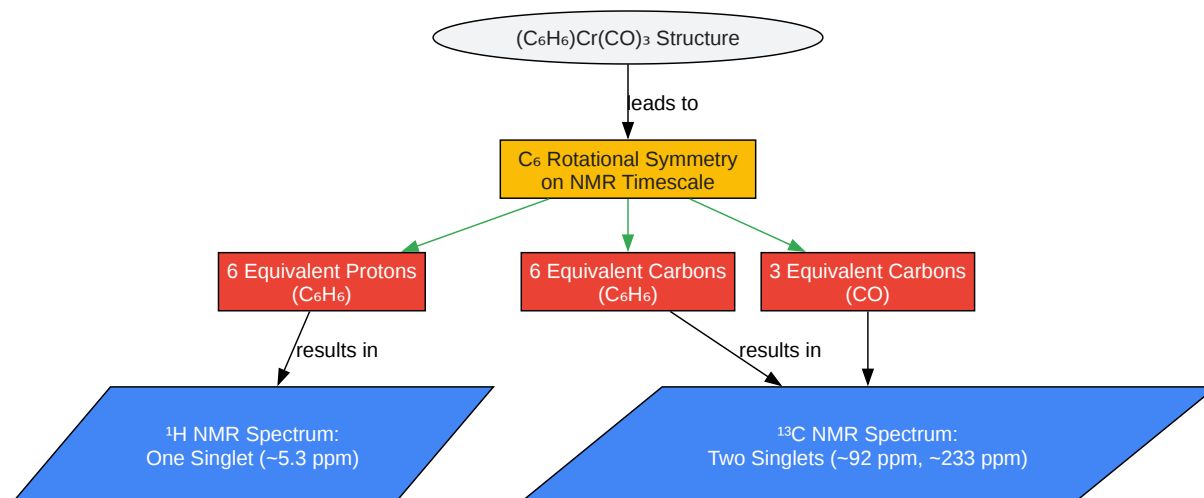 (C₆H₆)Cr(CO)₃ Structure
leads to
C₆ Rotational Symmetry
on NMR Timescale
6 Equivalent Protons
(C₆H₆)
6 Equivalent Carbons
(C₆H₆)
3 Equivalent Carbons
(CO)
results in
results in
¹H NMR Spectrum:
One Singlet (~5.3 ppm)
¹³C NMR Spectrum:
Two Singlets (~92 ppm, ~233 ppm)